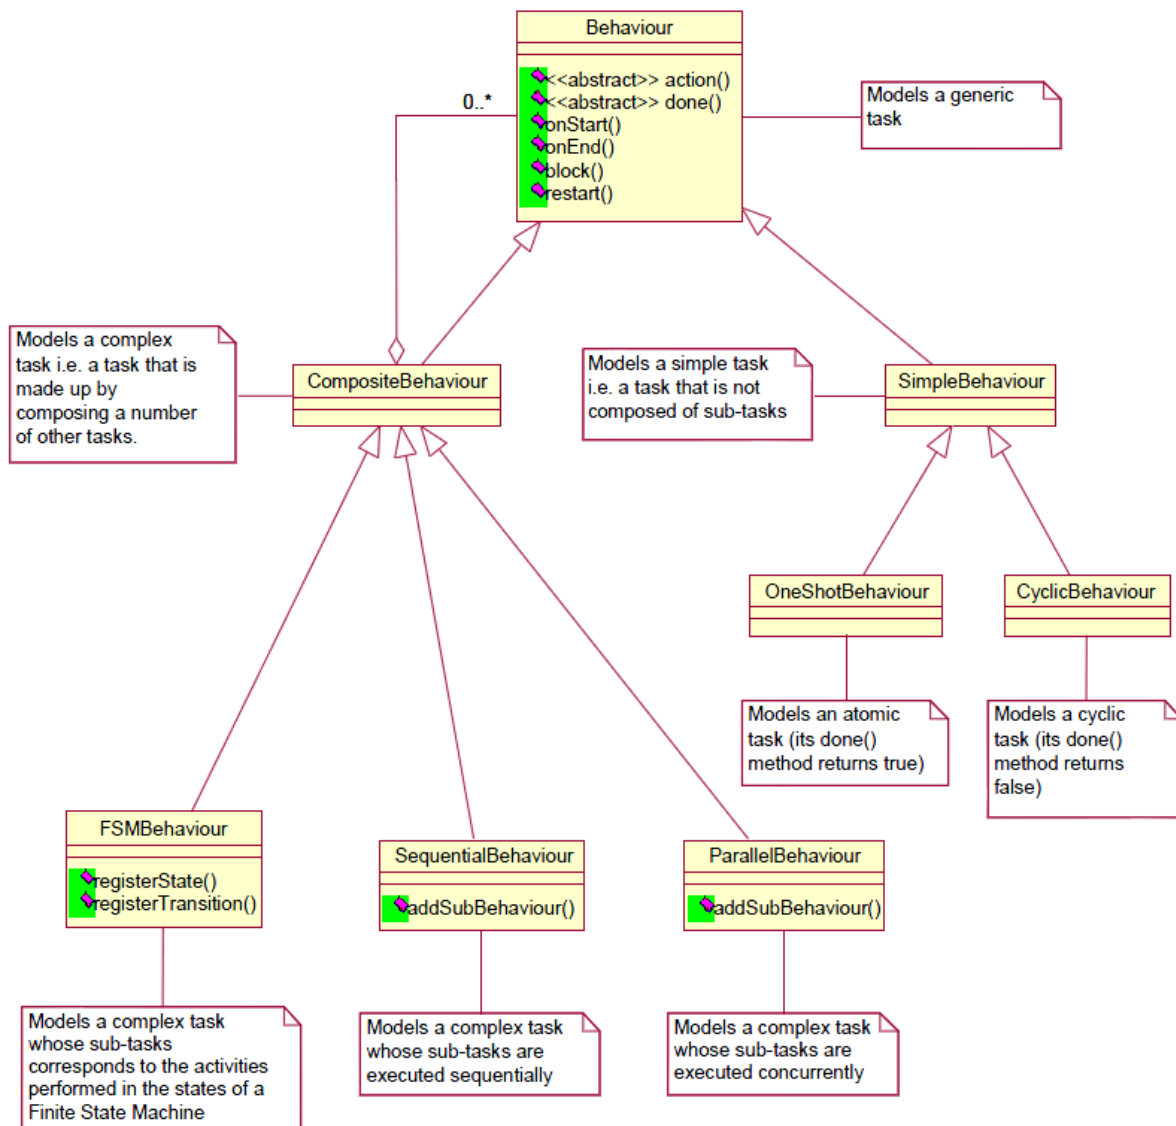 Behaviour
<<abstract>> action()
<<abstract>> done()
onStart()
onEnd()
block()
restart()
0..*
Models a generic
task
Models a complex
task i.e. a task that is
made up by
composing a number
of other tasks.
CompositeBehaviour
Models a simple task
i.e. a task that is not
composed of sub-tasks
SimpleBehaviour
OneShotBehaviour
CyclicBehaviour
Models an atomic
task (its done()
method returns true)
Models a cyclic
task (its done()
method returns
false)
FSMBehaviour
registerState()
registerTransition()
SequentialBehaviour
addSubBehaviour()
ParallelBehaviour
addSubBehaviour()
Models a complex task
whose sub-tasks
corresponds to the activities
performed in the states of a
Finite State Machine
Models a complex task
whose sub-tasks are
executed sequentially
Models a complex task
whose sub-tasks are
executed concurrently